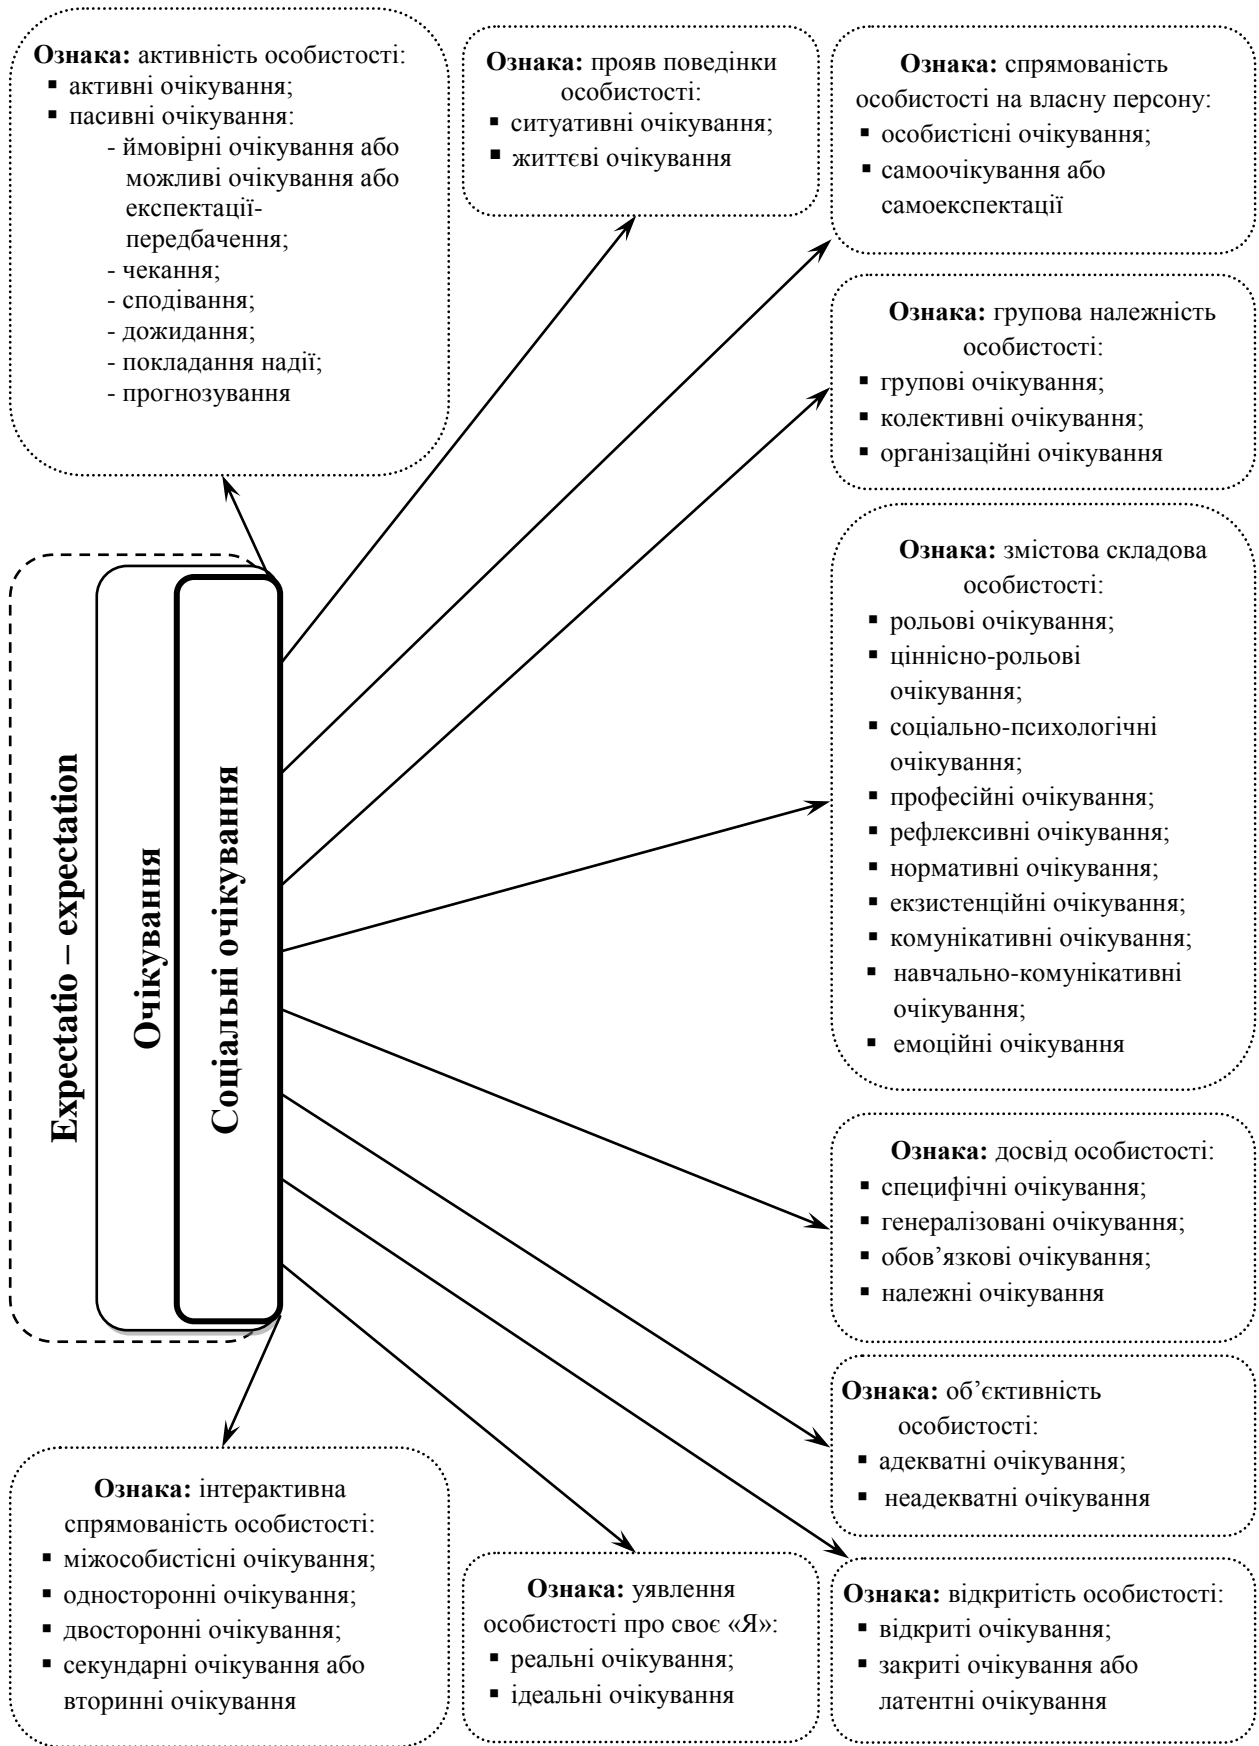 Ознака: активність особистості:
▪ активні очікування;
▪ пасивні очікування:
- ймовірні очікування або
можливі очікування або
експектації-
передбачення;
- чекання;
- сподівання;
- дожидання;
- покладання надії;
- прогнозування
Ознака: прояв поведінки
особистості:
▪ ситуативні очікування;
▪ життєві очікування
Ознака: спрямованість
особистості на власну персону:
▪ особистісні очікування;
▪ самоочікування або
самоекспектації
Ознака: групова належність
особистості:
▪ групові очікування;
▪ колективні очікування;
▪ організаційні очікування
Ознака: змістова складова
особистості:
▪ рольові очікування;
▪ ціннісно-рольові
очікування;
▪ соціально-психологічні
очікування;
▪ професійні очікування;
▪ рефлексивні очікування;
▪ нормативні очікування;
▪ екзистенційні очікування;
▪ комунікативні очікування;
▪ навчально-комунікативні
очікування;
▪ емоційні очікування
Expectatio – expectation
Очікування
Соціальні очікування
Ознака: досвід особистості:
▪ специфічні очікування;
▪ генералізовані очікування;
▪ обов’язкові очікування;
▪ належні очікування
Ознака: об’єктивність
особистості:
▪ адекватні очікування;
▪ неадекватні очікування
Ознака: інтерактивна
спрямованість особистості:
▪ міжособистісні очікування;
▪ односторонні очікування;
▪ двосторонні очікування;
▪ секундарні очікування або
вторинні очікування
Ознака: уявлення
особистості про своє «Я»:
▪ реальні очікування;
▪ ідеальні очікування
Ознака: відкритість особистості:
▪ відкриті очікування;
▪ закриті очікування або
латентні очікування